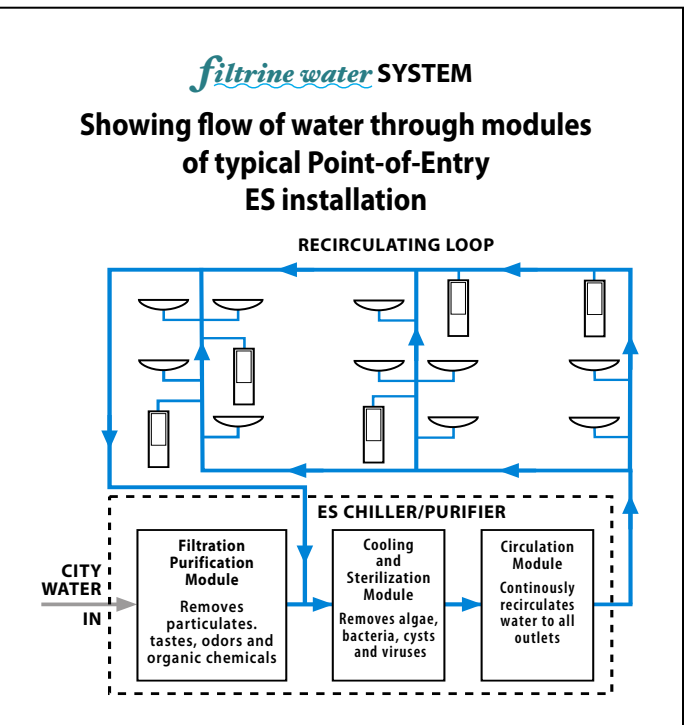 filtrine water SYSTEM
Showing flow of water through modules
of typical Point-of-Entry
ES installation
RECIRCULATING LOOP
ES CHILLER/PURIFIER
CITY
WATER
IN
Filtration
Purification
Module
Removes
particulates.
tastes, odors and
organic chemicals
Cooling
and
Sterilization
Module
Removes algae,
bacteria, cysts
and viruses
Circulation
Module
Continously
recirculates
water to all
outlets